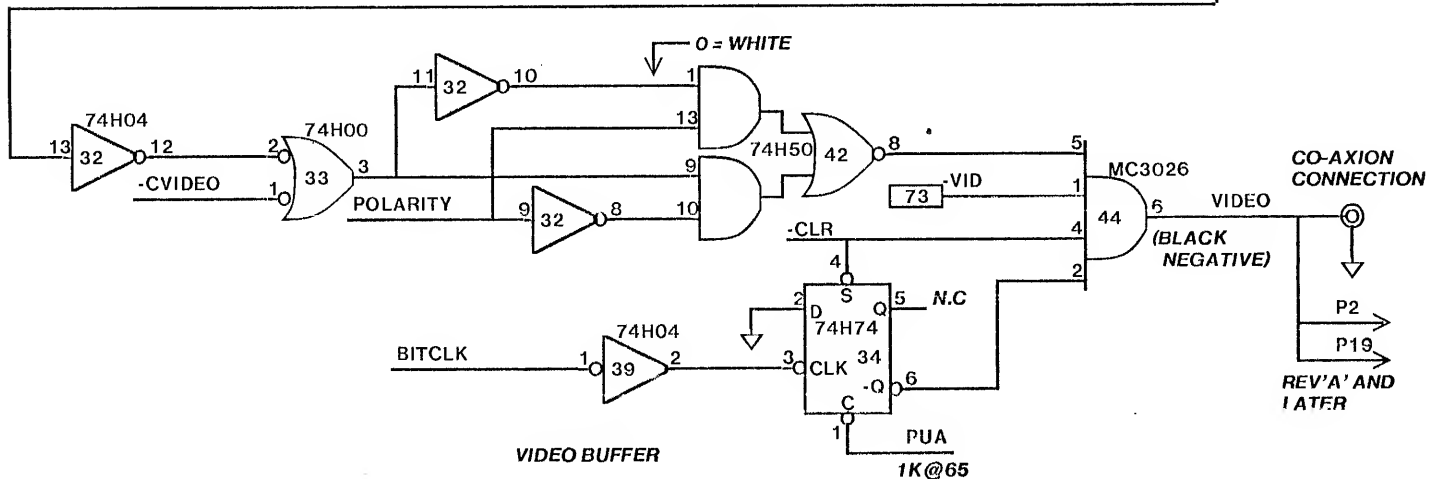 0 = WHITE
11
32
10
1
13
74H04
13
32
12
74H00
2
1
33
3
-CVIDEO
POLARITY
9
32
8
9
10
74H50
42
8
-VID
73
-CLR
5
1
4
2
MC3026
44
6
VIDEO
(BLACK
NEGATIVE)
CO-AXION
CONNECTION
4
S
2
D
Q
5
N.C
74H74
34
3
CLK
-Q
6
C
1
PUA
1K@65
BITCLK
74H04
1
39
2
VIDEO BUFFER
P2
P19
REV'A' AND
LATER